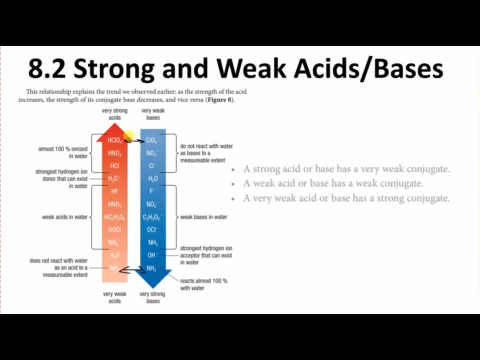 8.2 Strong and Weak Acids/Bases
This relationship explains the trend we observed earlier: as the strength of the acid
increases, the strength of its conjugate base decreases, and vice versa (Figure 8).
very strong
acids
very weak
bases
almost 100 % ionized
in water
HClO₄
HNO₃
HCl
ClO₄⁻
NO₃⁻
Cl⁻
do not react with water
as bases to a
measureable extent
strongest hydrogen ion
donor that can exist
in water
H₃O⁺
H₂O
weak acids in water
HF
HNO₂
HC₂H₃O₂
HOCl
NH₄⁺
F⁻
NO₂⁻
C₂H₃O₂⁻
OCl⁻
NH₃
weak bases in water
H₂O
OH⁻
strongest hydrogen ion
acceptor that can exist
in water
does not react with water
as an acid to a
measureable extent
NH₃
NH₂⁻
reacts almost 100 %
with water
very weak
acids
very strong
bases
• A strong acid or base has a very weak conjugate.
• A weak acid or base has a weak conjugate.
• A very weak acid or base has a strong conjugate.